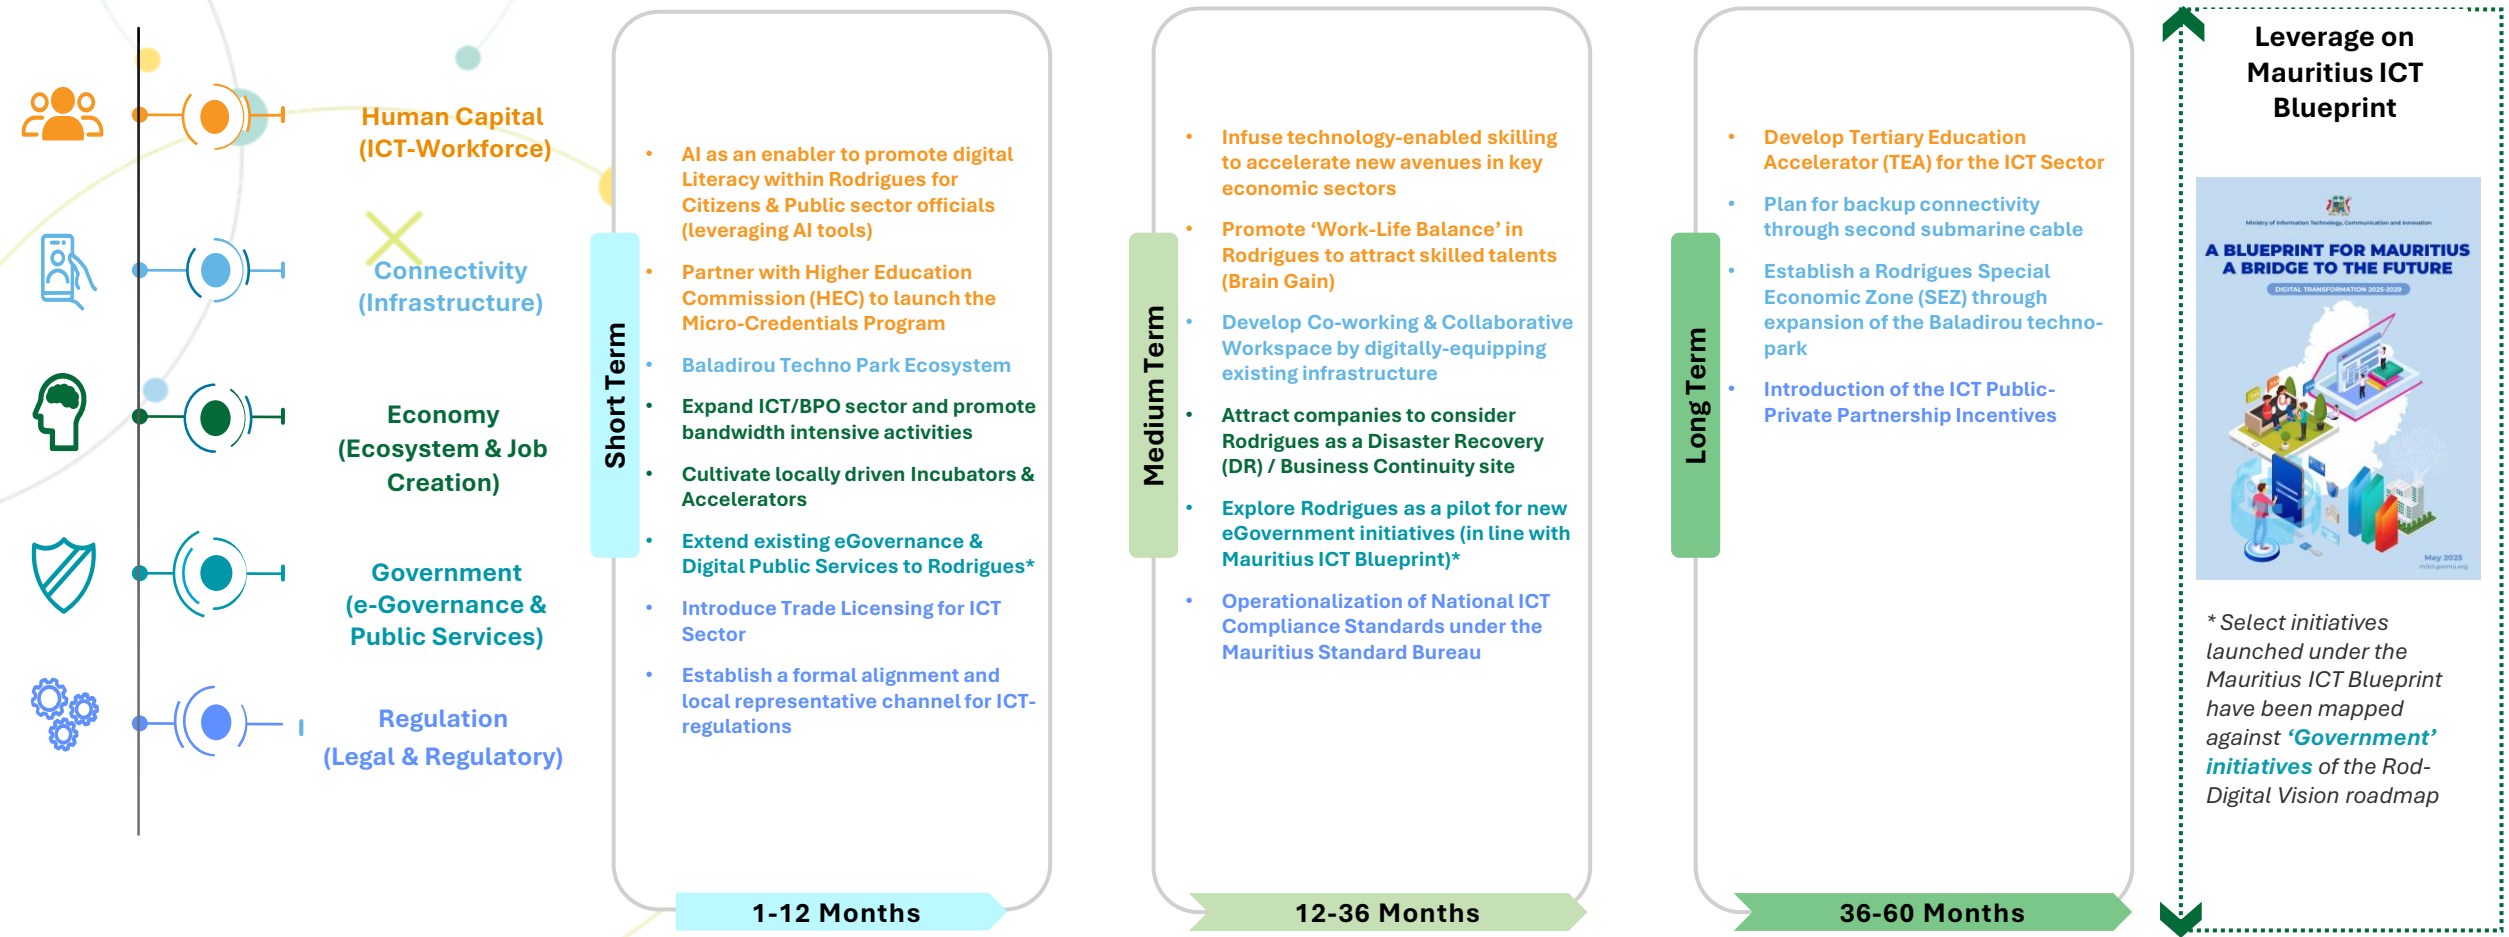 Human Capital
(ICT-Workforce)
Connectivity
(Infrastructure)
Economy
(Ecosystem & Job
Creation)
Government
(e-Governance &
Public Services)
Regulation
(Legal & Regulatory)
Short Term
• AI as an enabler to promote digital
Literacy within Rodrigues for
Citizens & Public sector officials
(leveraging AI tools)
• Partner with Higher Education
Commission (HEC) to launch the
Micro-Credentials Program
• Baladirou Techno Park Ecosystem
• Expand ICT/BPO sector and promote
bandwidth intensive activities
• Cultivate locally driven Incubators &
Accelerators
• Extend existing eGovernance &
Digital Public Services to Rodrigues*
• Introduce Trade Licensing for ICT
Sector
• Establish a formal alignment and
local representative channel for ICT-
regulations
1-12 Months
Medium Term
• Infuse technology-enabled skilling
to accelerate new avenues in key
economic sectors
• Promote ‘Work-Life Balance’ in
Rodrigues to attract skilled talents
(Brain Gain)
• Develop Co-working & Collaborative
Workspace by digitally-equipping
existing infrastructure
• Attract companies to consider
Rodrigues as a Disaster Recovery
(DR) / Business Continuity site
• Explore Rodrigues as a pilot for new
eGovernment initiatives (in line with
Mauritius ICT Blueprint)*
• Operationalization of National ICT
Compliance Standards under the
Mauritius Standard Bureau
12-36 Months
Long Term
• Develop Tertiary Education
Accelerator (TEA) for the ICT Sector
• Plan for backup connectivity
through second submarine cable
• Establish a Rodrigues Special
Economic Zone (SEZ) through
expansion of the Baladirou techno-
park
• Introduction of the ICT Public-
Private Partnership Incentives
36-60 Months
Leverage on
Mauritius ICT
Blueprint
Ministry of Information Technology, Communication and Innovation
A BLUEPRINT FOR MAURITIUS
A BRIDGE TO THE FUTURE
DIGITAL TRANSFORMATION 2025-2029
May 2025
mitci.govmu.org
* Select initiatives
launched under the
Mauritius ICT Blueprint
have been mapped
against ‘Government’
initiatives of the Rod-
Digital Vision roadmap